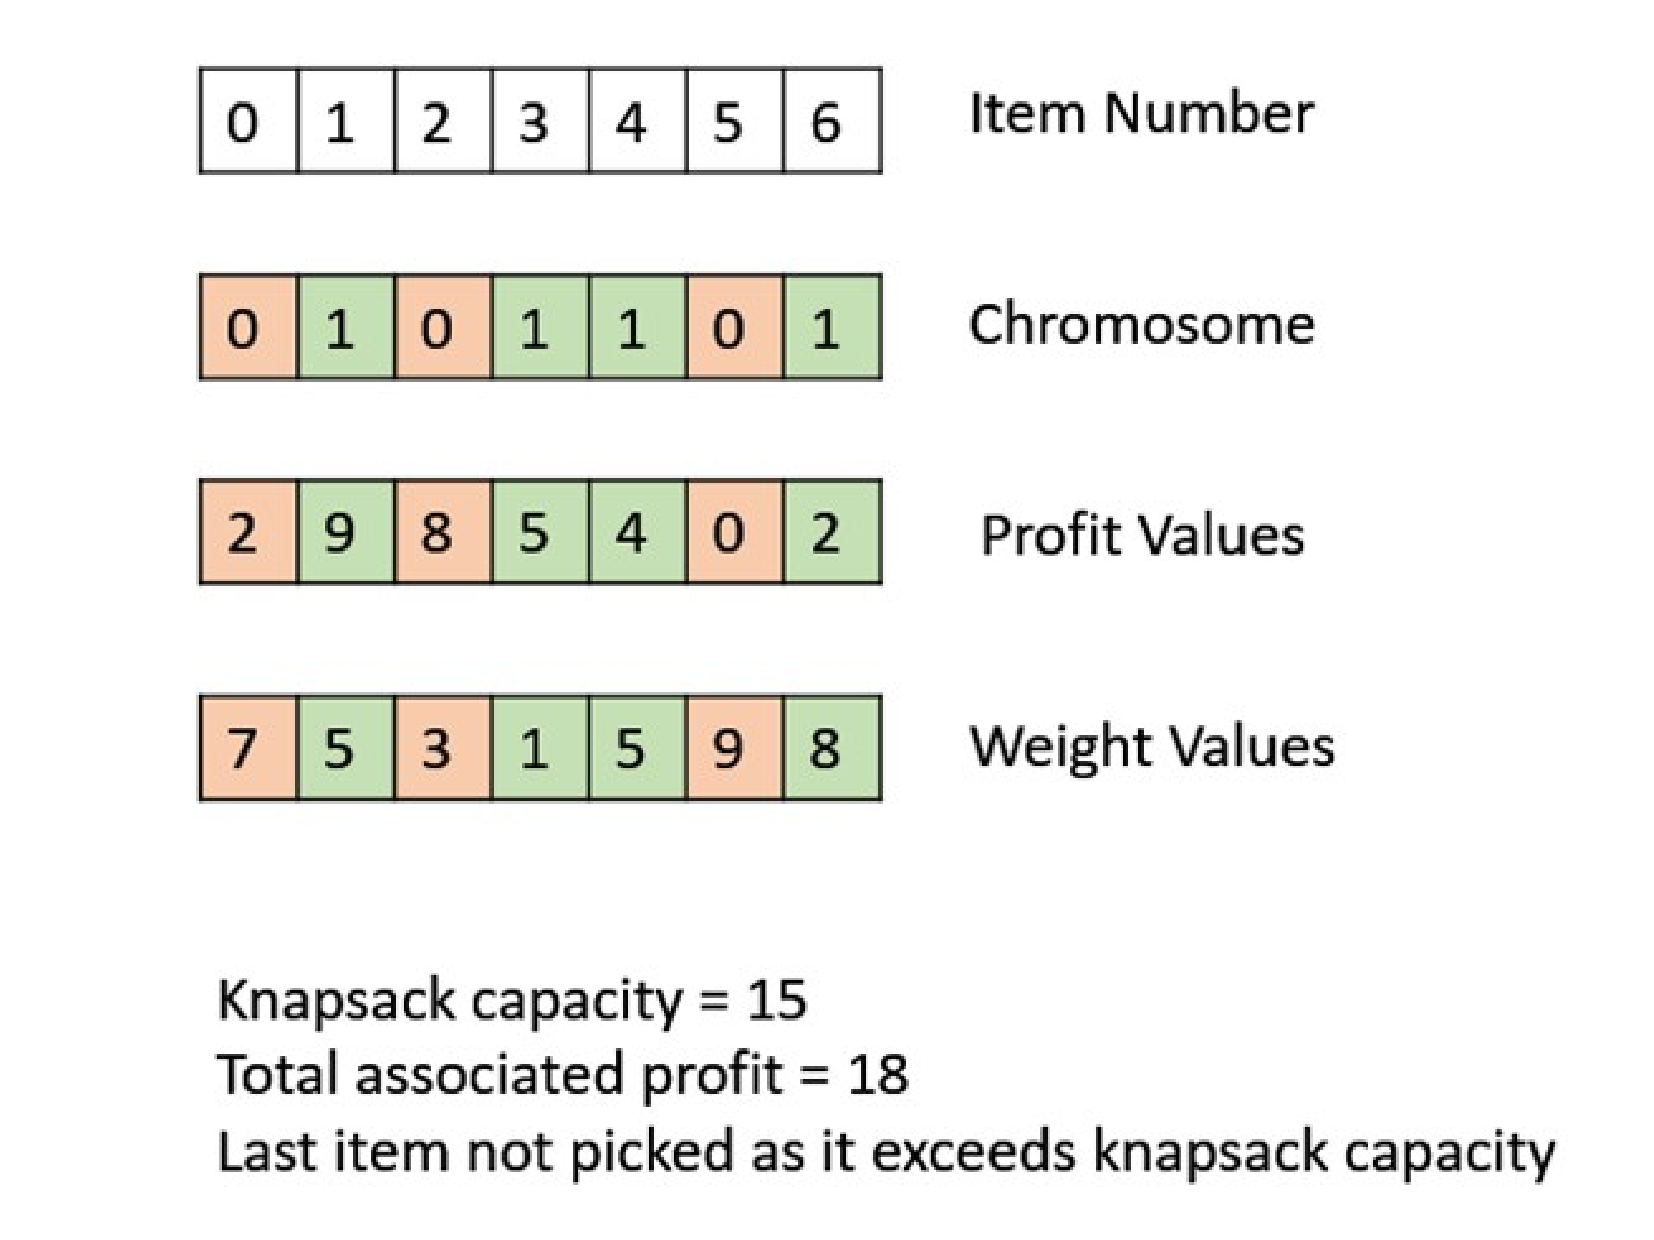 0 1 2 3 4 5 6 Item Number
0 1 0 1 1 0 1 Chromosome
2 9 8 5 4 0 2 Profit Values
7 5 3 1 5 9 8 Weight Values
Knapsack capacity = 15
Total associated profit = 18
Last item not picked as it exceeds knapsack capacity